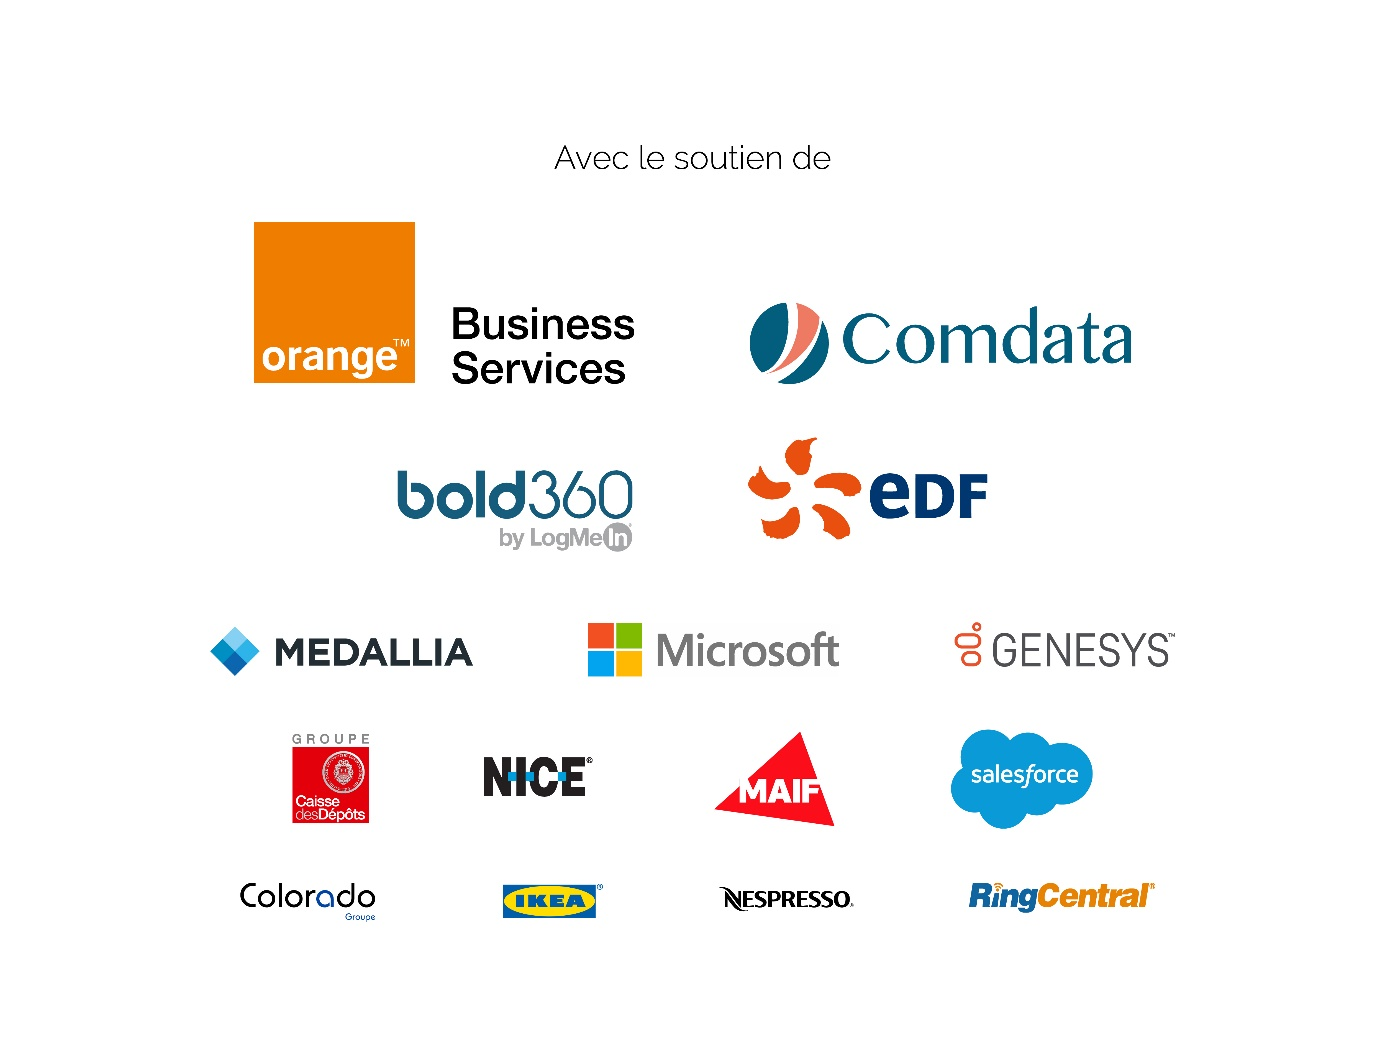 Avec le soutien de
orange™
Business
Services
Comdata
bold360
by LogMeIn®
eDF
MEDALLIA
Microsoft
GENESYS™
GROUPE
Caisse
desDépôts
NICE®
MAIF
salesforce
Colorado
Groupe
IKEA®
NESPRESSO®
RingCentral®